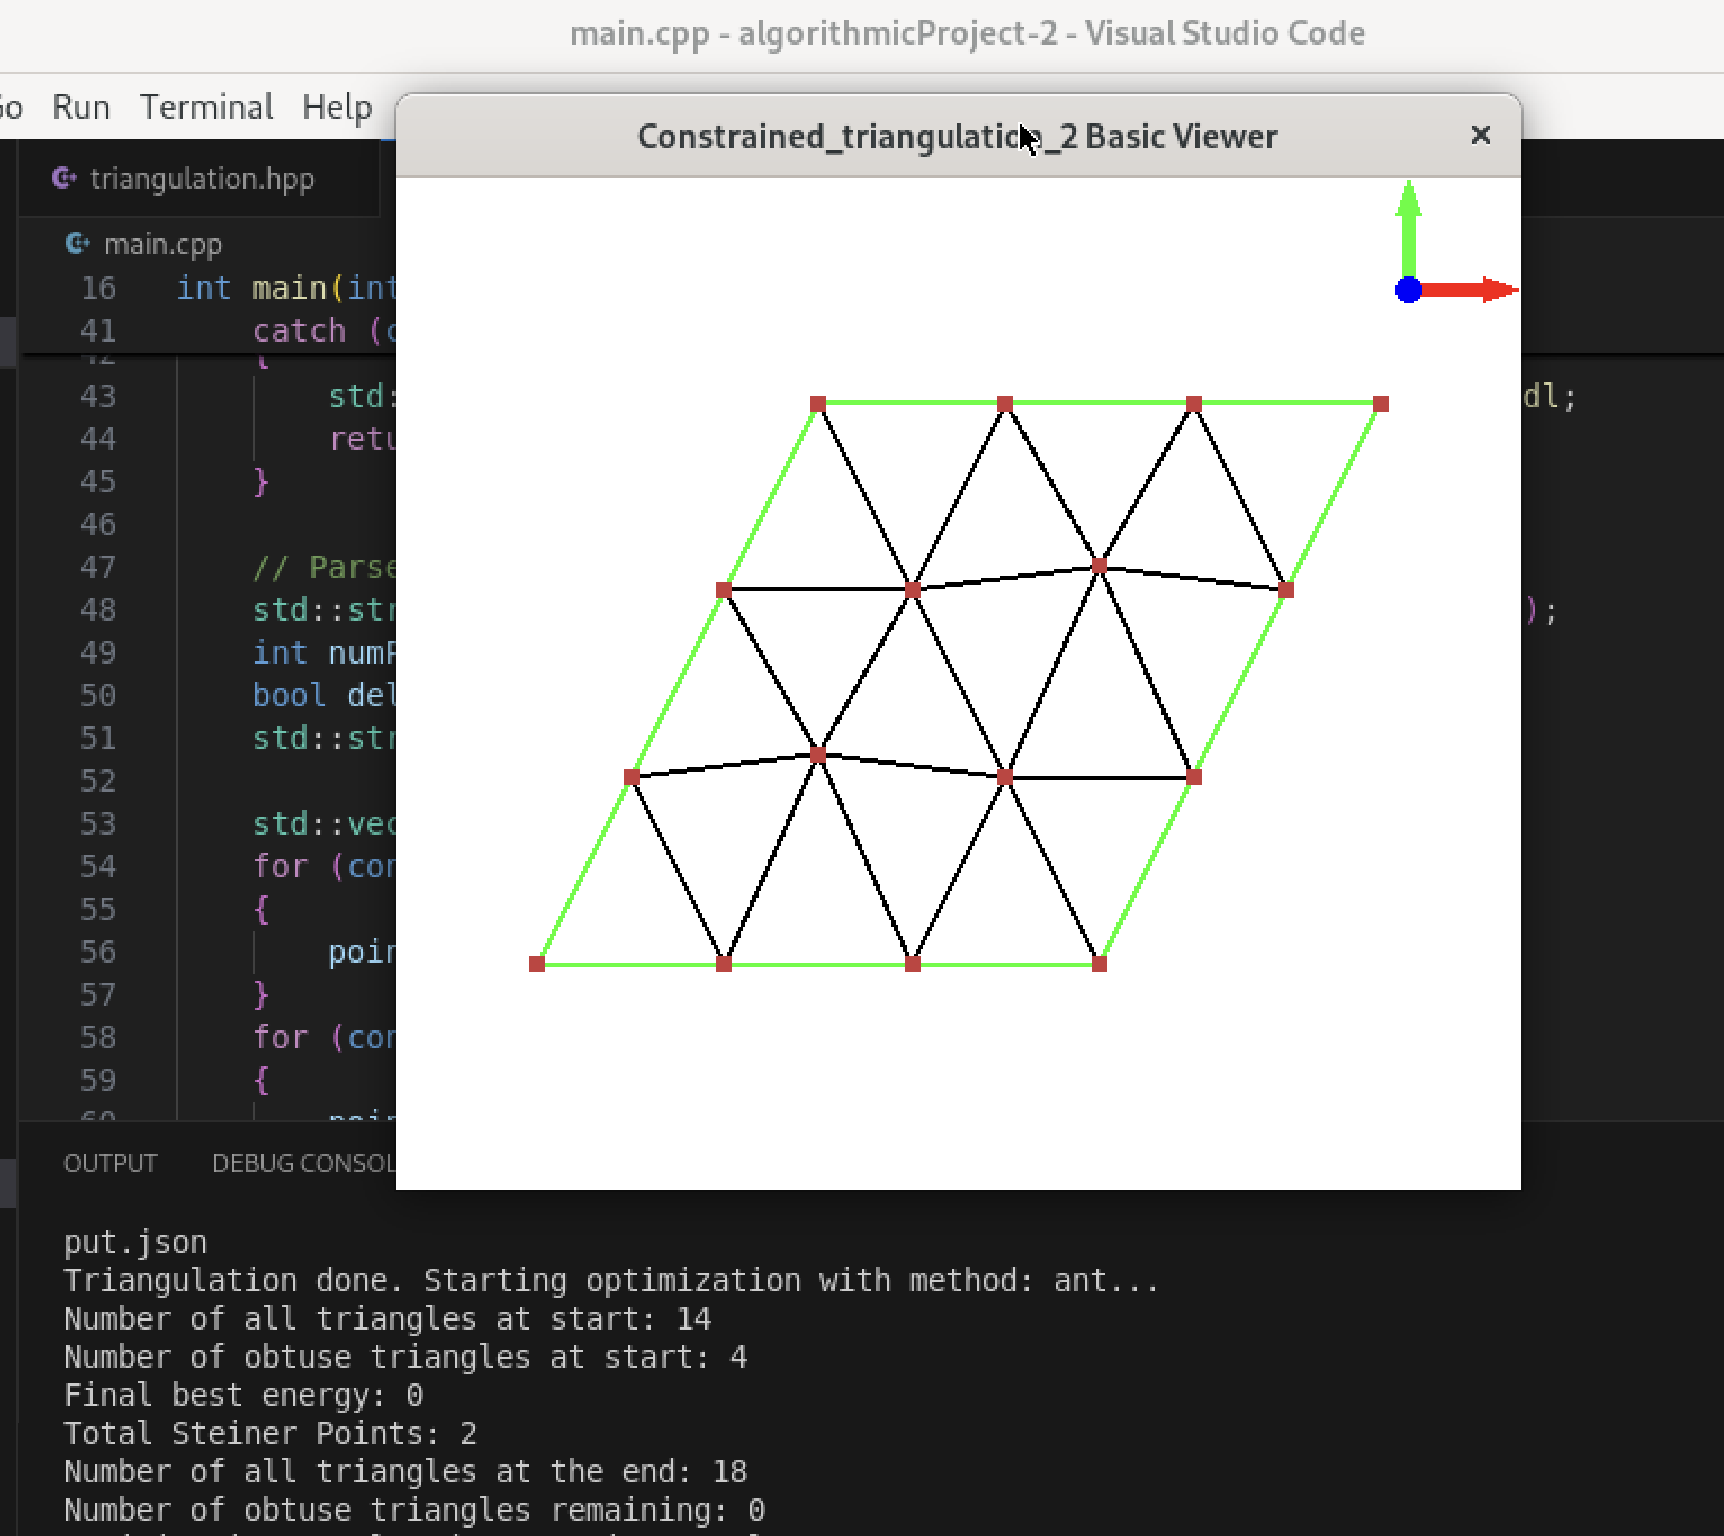 main.cpp - algorithmicProject-2 - Visual Studio Code
Run Terminal Help
Constrained_triangulation_2 Basic Viewer ×
triangulation.hpp
main.cpp
16 int main(int
41 catch (
42 {
43 std: dl;
44 retu
45 }
46
47 // Parse
48 std::str );
49 int numP
50 bool del
51 std::str
52
53 std::vec
54 for (con
55 {
56 poin
57 }
58 for (con
59 {
60 poin
OUTPUT DEBUG CONSOL
put.json
Triangulation done. Starting optimization with method: ant...
Number of all triangles at start: 14
Number of obtuse triangles at start: 4
Final best energy: 0
Total Steiner Points: 2
Number of all triangles at the end: 18
Number of obtuse triangles remaining: 0